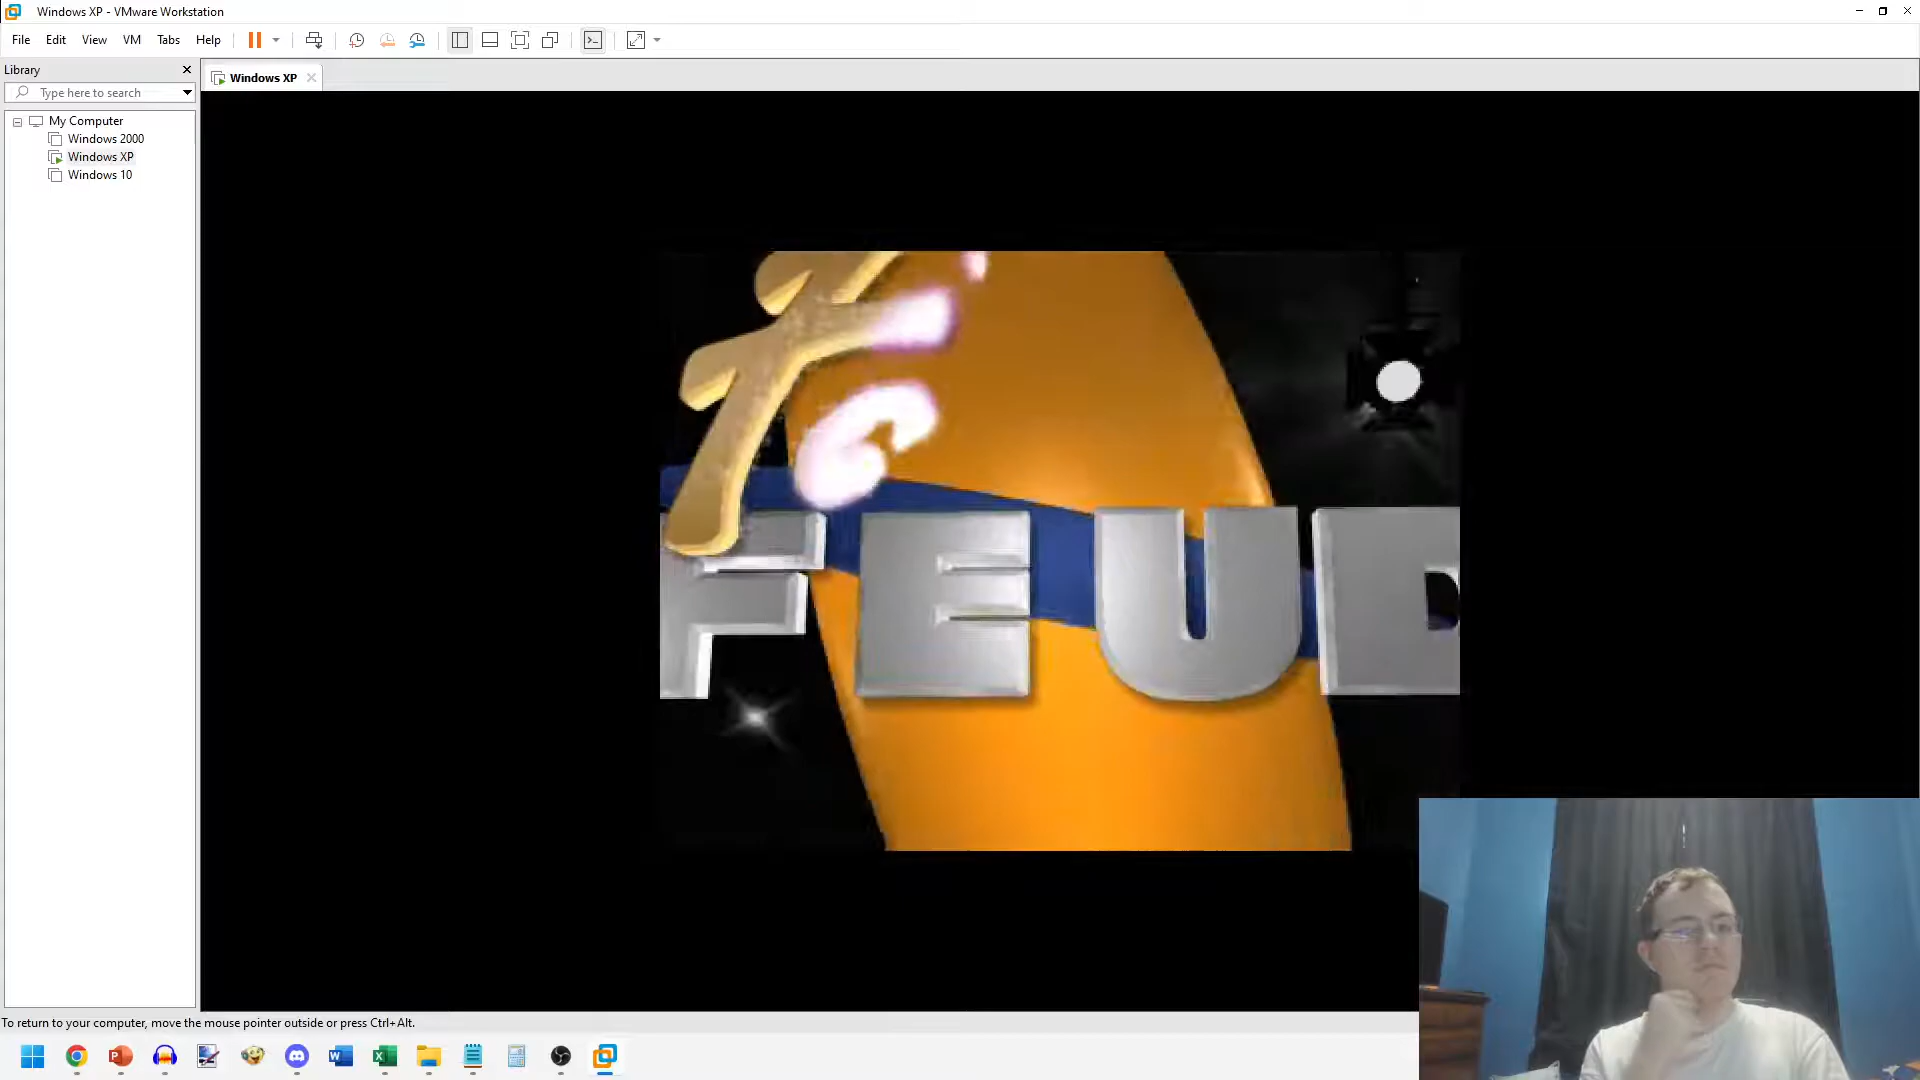 Windows XP - VMware Workstation
File Edit View VM Tabs Help
Library
Type here to search
Windows XP
My Computer
Windows 2000
Windows XP
Windows 10
FEUD
To return to your computer, move the mouse pointer outside or press Ctrl+Alt.